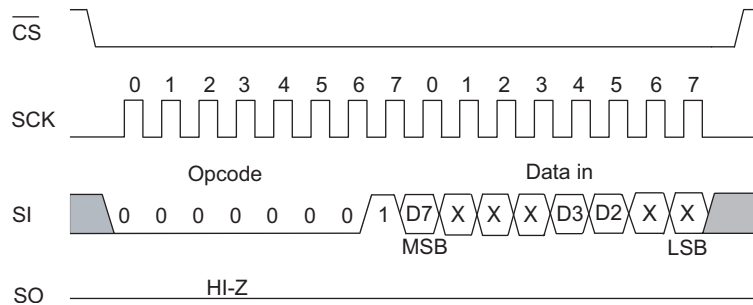 CS
0 1 2 3 4 5 6 7 0 1 2 3 4 5 6 7
SCK
Opcode Data in
SI 0 0 0 0 0 0 0 1 D7 X X X D3 D2 X X
MSB LSB
HI-Z
SO